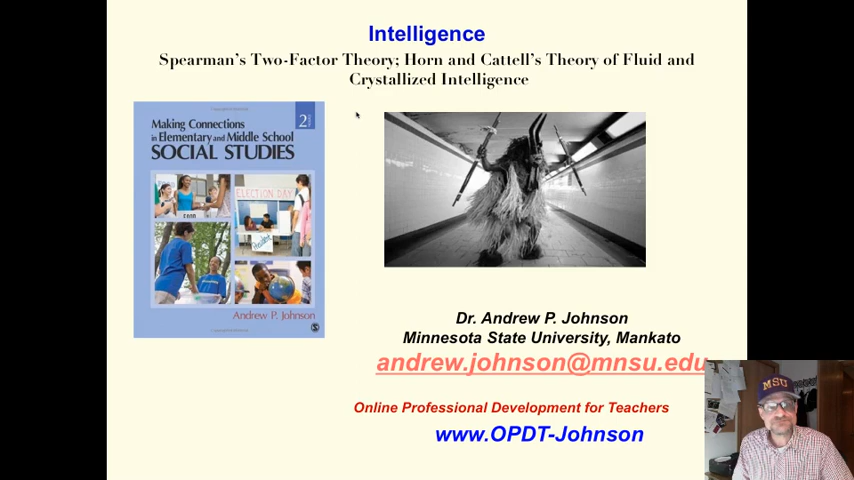 Intelligence
Spearman's Two-Factor Theory; Horn and Cattell's Theory of Fluid and
Crystallized Intelligence
Making Connections
in Elementary and Middle School
SOCIAL STUDIES
2
ELECTION DAY
Andrew P. Johnson
Dr. Andrew P. Johnson
Minnesota State University, Mankato
andrew.johnson@mnsu.edu
Online Professional Development for Teachers
www.OPDT-Johnson
MSU